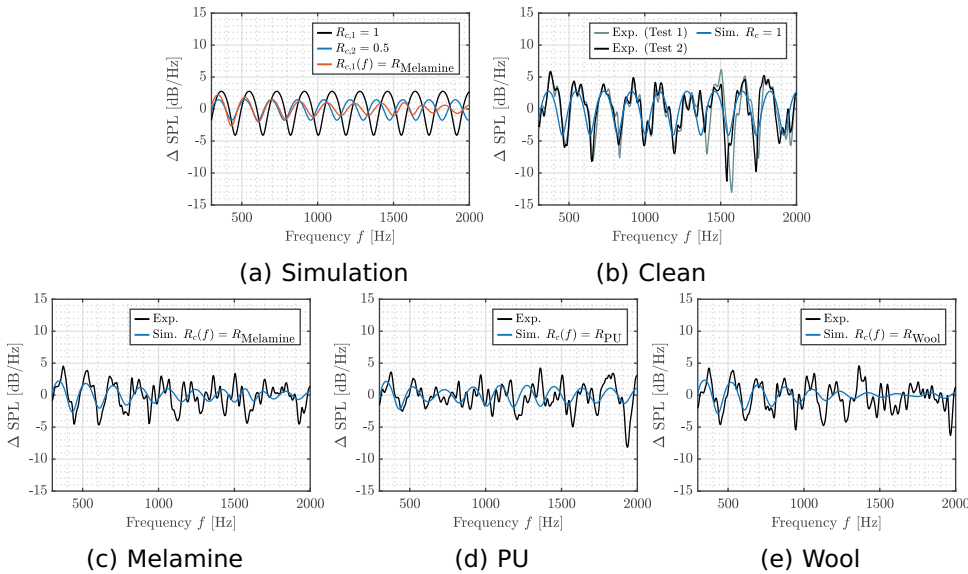 15
10
5
0
-5
-10
-15
Δ SPL [dB/Hz]
R_{c,1} = 1
R_{c,2} = 0.5
R_{c,1}(f) = R_{Melamine}
500 1000 1500 2000
Frequency f [Hz]
(a) Simulation
15
10
5
0
-5
-10
-15
Δ SPL [dB/Hz]
Exp. (Test 1) Sim. R_c = 1
Exp. (Test 2)
500 1000 1500 2000
Frequency f [Hz]
(b) Clean
15
10
5
0
-5
-10
-15
Δ SPL [dB/Hz]
Exp.
Sim. R_c(f) = R_{Melamine}
500 1000 1500 2000
Frequency f [Hz]
(c) Melamine
15
10
5
0
-5
-10
-15
Δ SPL [dB/Hz]
Exp.
Sim. R_c(f) = R_{PU}
500 1000 1500 2000
Frequency f [Hz]
(d) PU
15
10
5
0
-5
-10
-15
Δ SPL [dB/Hz]
Exp.
Sim. R_c(f) = R_{Wool}
500 1000 1500 2000
Frequency f [Hz]
(e) Wool